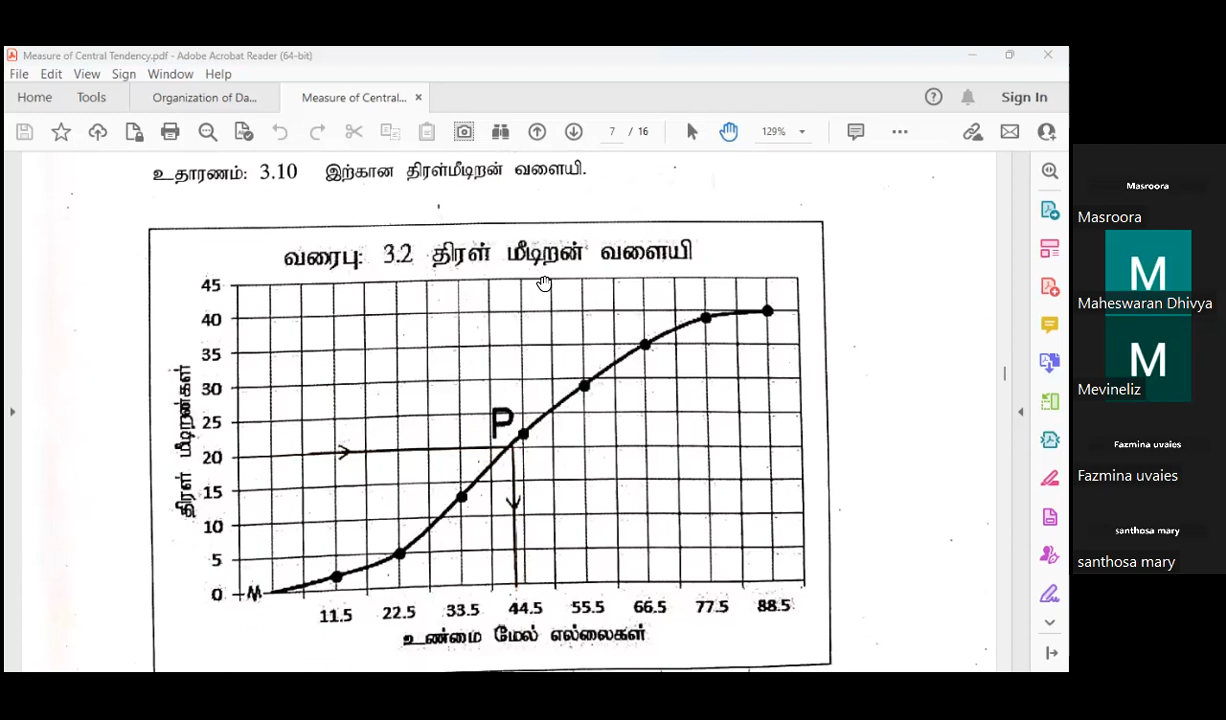 Measure of Central Tendency.pdf - Adobe Acrobat Reader (64-bit)
File Edit View Sign Window Help
Home Tools Organization of Da... Measure of Central... × Sign In
7 / 16 129%
உதாரணம்: 3.10 இற்கான திரள்மீடிறன் வளையி.
வரைபு: 3.2 திரள் மீடிறன் வளையி
45
40
35
30
25
20
15
10
5
0
திரள் மீடிறன்கள்
P
11.5 22.5 33.5 44.5 55.5 66.5 77.5 88.5
உண்மை மேல் எல்லைகள்
Masroora
Masroora
M
Maheswaran Dhivya
M
Mevineliz
Fazmina uvaies
Fazmina uvaies
santhosa mary
santhosa mary